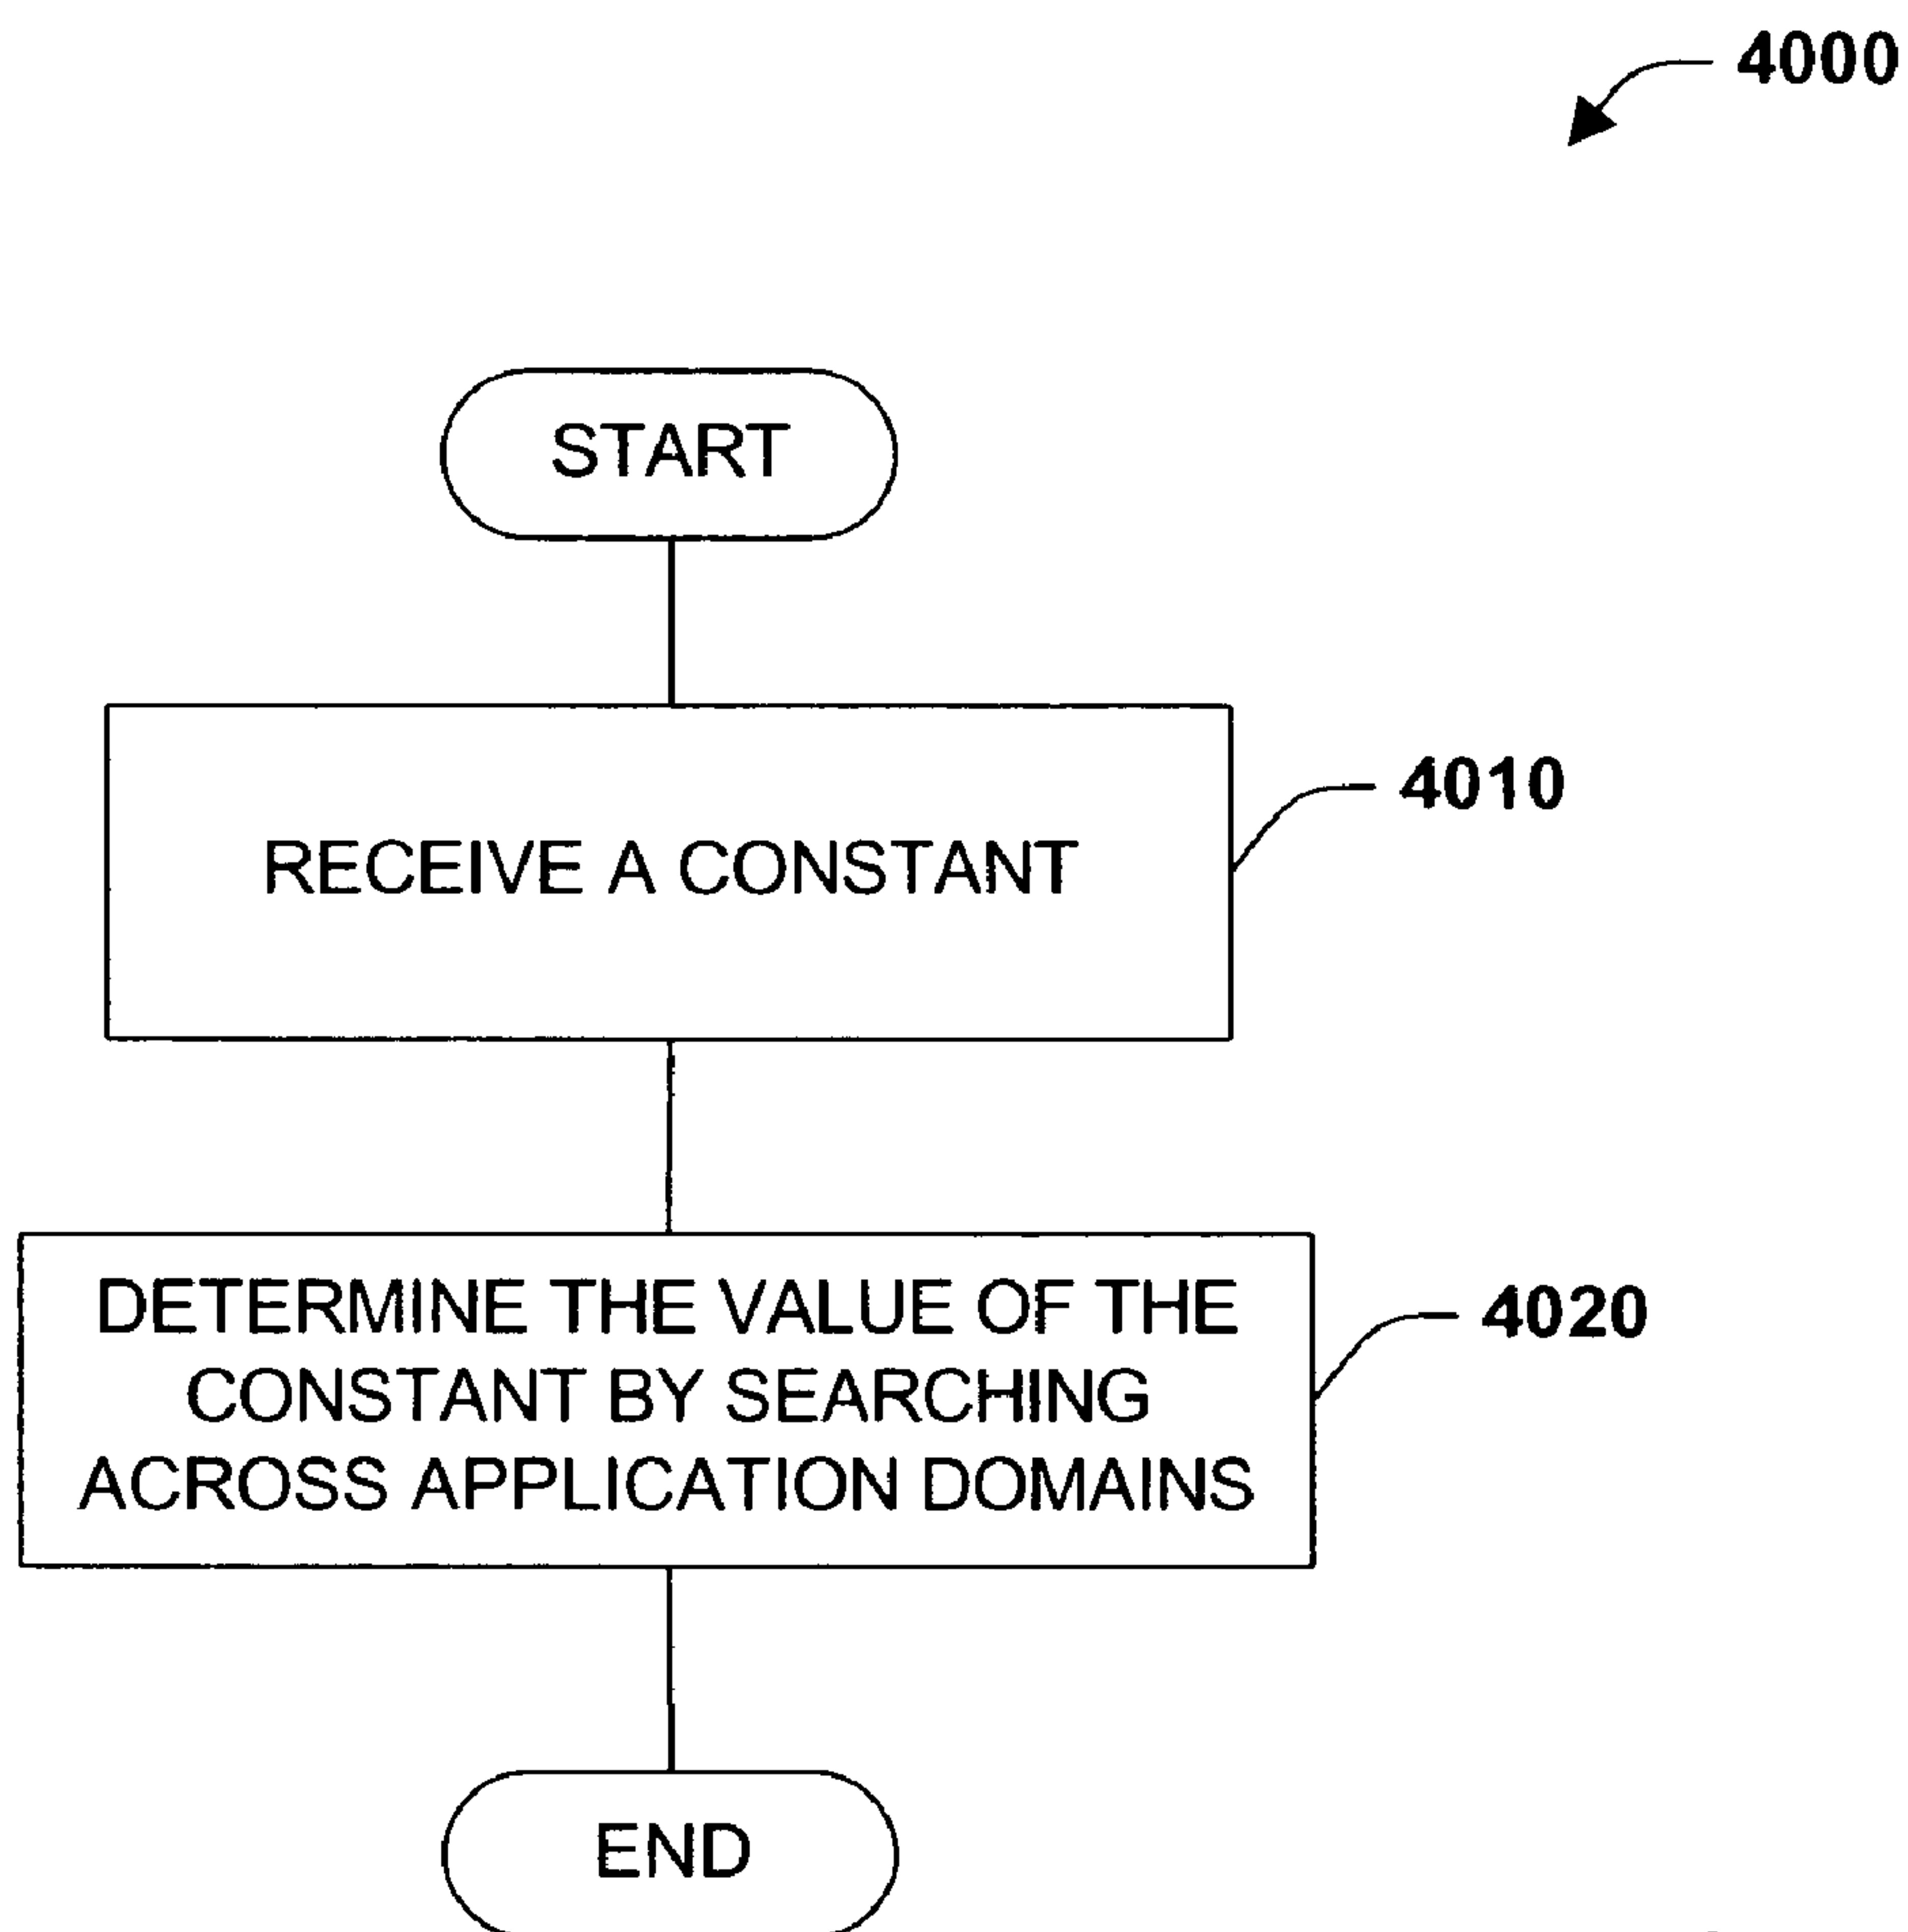 4000
START
RECEIVE A CONSTANT
4010
DETERMINE THE VALUE OF THE
CONSTANT BY SEARCHING
ACROSS APPLICATION DOMAINS
4020
END